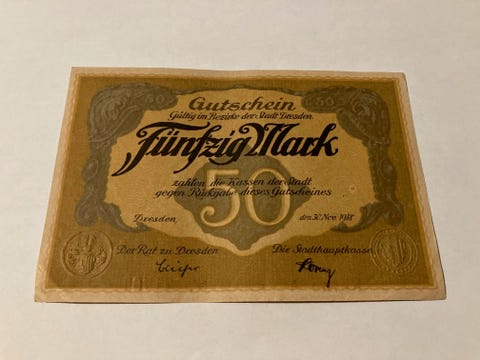 Gutschein
Gültig im Bezirke der Stadt Dresden
Fünfzig Mark
zahlen die Kassen der Stadt
gegen Rückgabe dieses Gutscheines
50
Dresden, den 30. Nov. 1918
Der Rat zu Dresden Die Stadthauptkasse